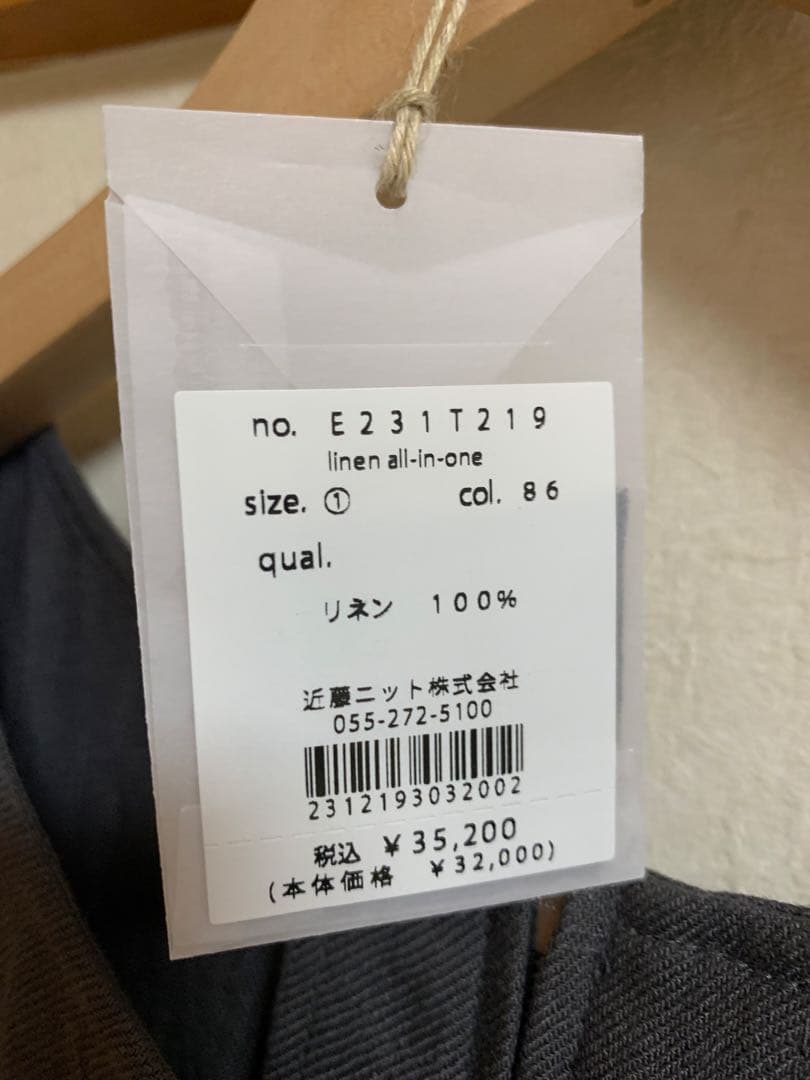 no. E231T219
linen all-in-one
size. ① col. 86
qual.
リネン 100%
近藤ニット株式会社
055-272-5100
2312193032002
税込 ¥35,200
(本体価格 ¥32,000)